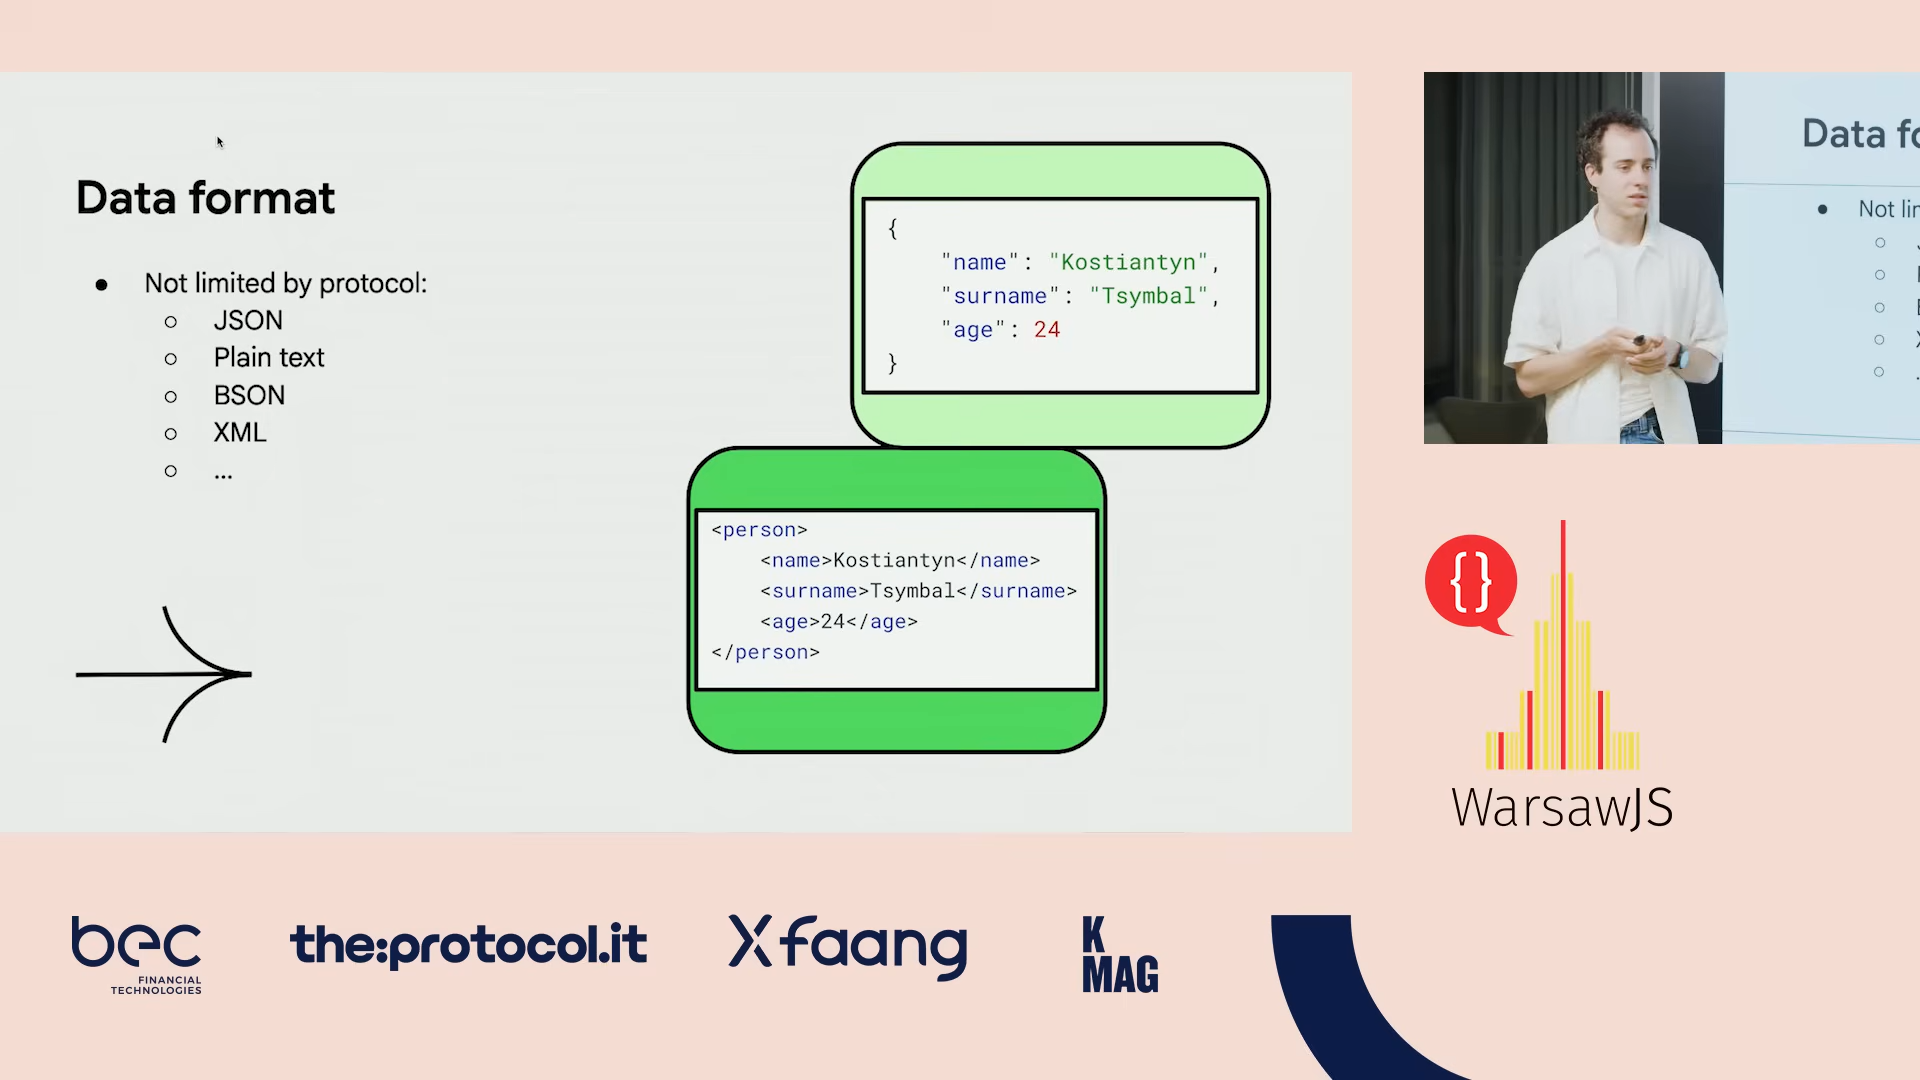 Data format
● Not limited by protocol:
○ JSON
○ Plain text
○ BSON
○ XML
○ ...
{
"name": "Kostiantyn",
"surname": "Tsymbal",
"age": 24
}
<person>
<name>Kostiantyn</name>
<surname>Tsymbal</surname>
<age>24</age>
</person>
Data fo
● Not lin
{}
WarsawJS
bec
FINANCIAL
TECHNOLOGIES
the:protocol.it
Xfaang
K
MAG